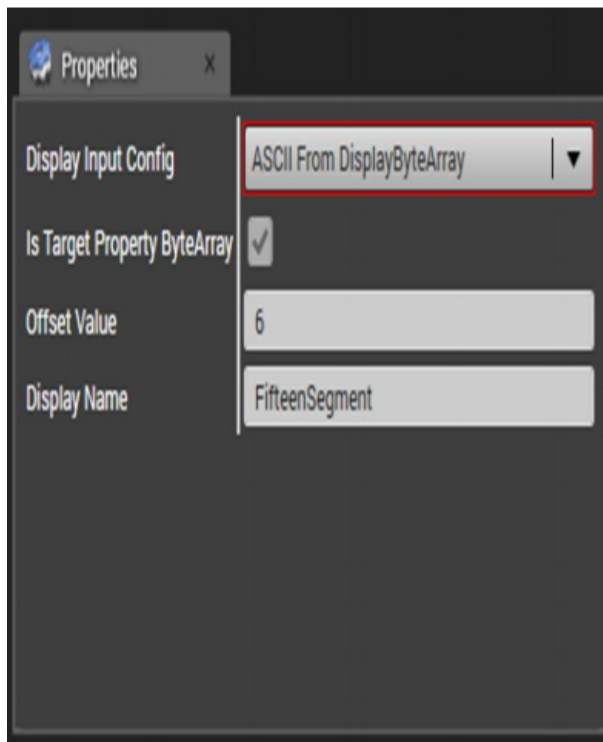 Properties
Display Input Config
ASCII From DisplayByteArray
Is Target Property ByteArray
Offset Value
6
Display Name
FifteenSegment